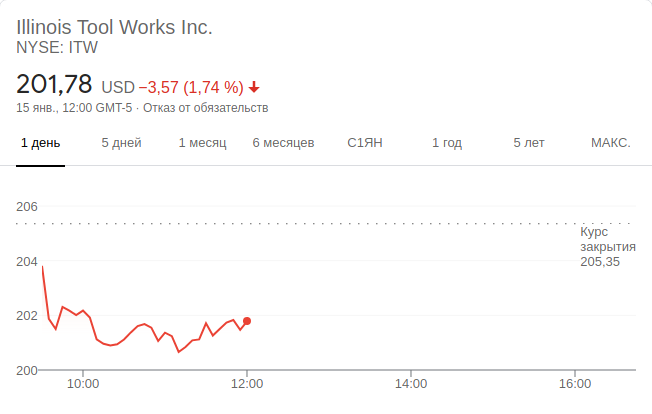 Illinois Tool Works Inc.
NYSE: ITW
201,78 USD −3,57 (1,74 %)
15 янв., 12:00 GMT-5 · Отказ от обязательств
1 день 5 дней 1 месяц 6 месяцев С1ЯН 1 год 5 лет МАКС.
206
Курс
закрытия
205,35
204
202
200
10:00 12:00 14:00 16:00